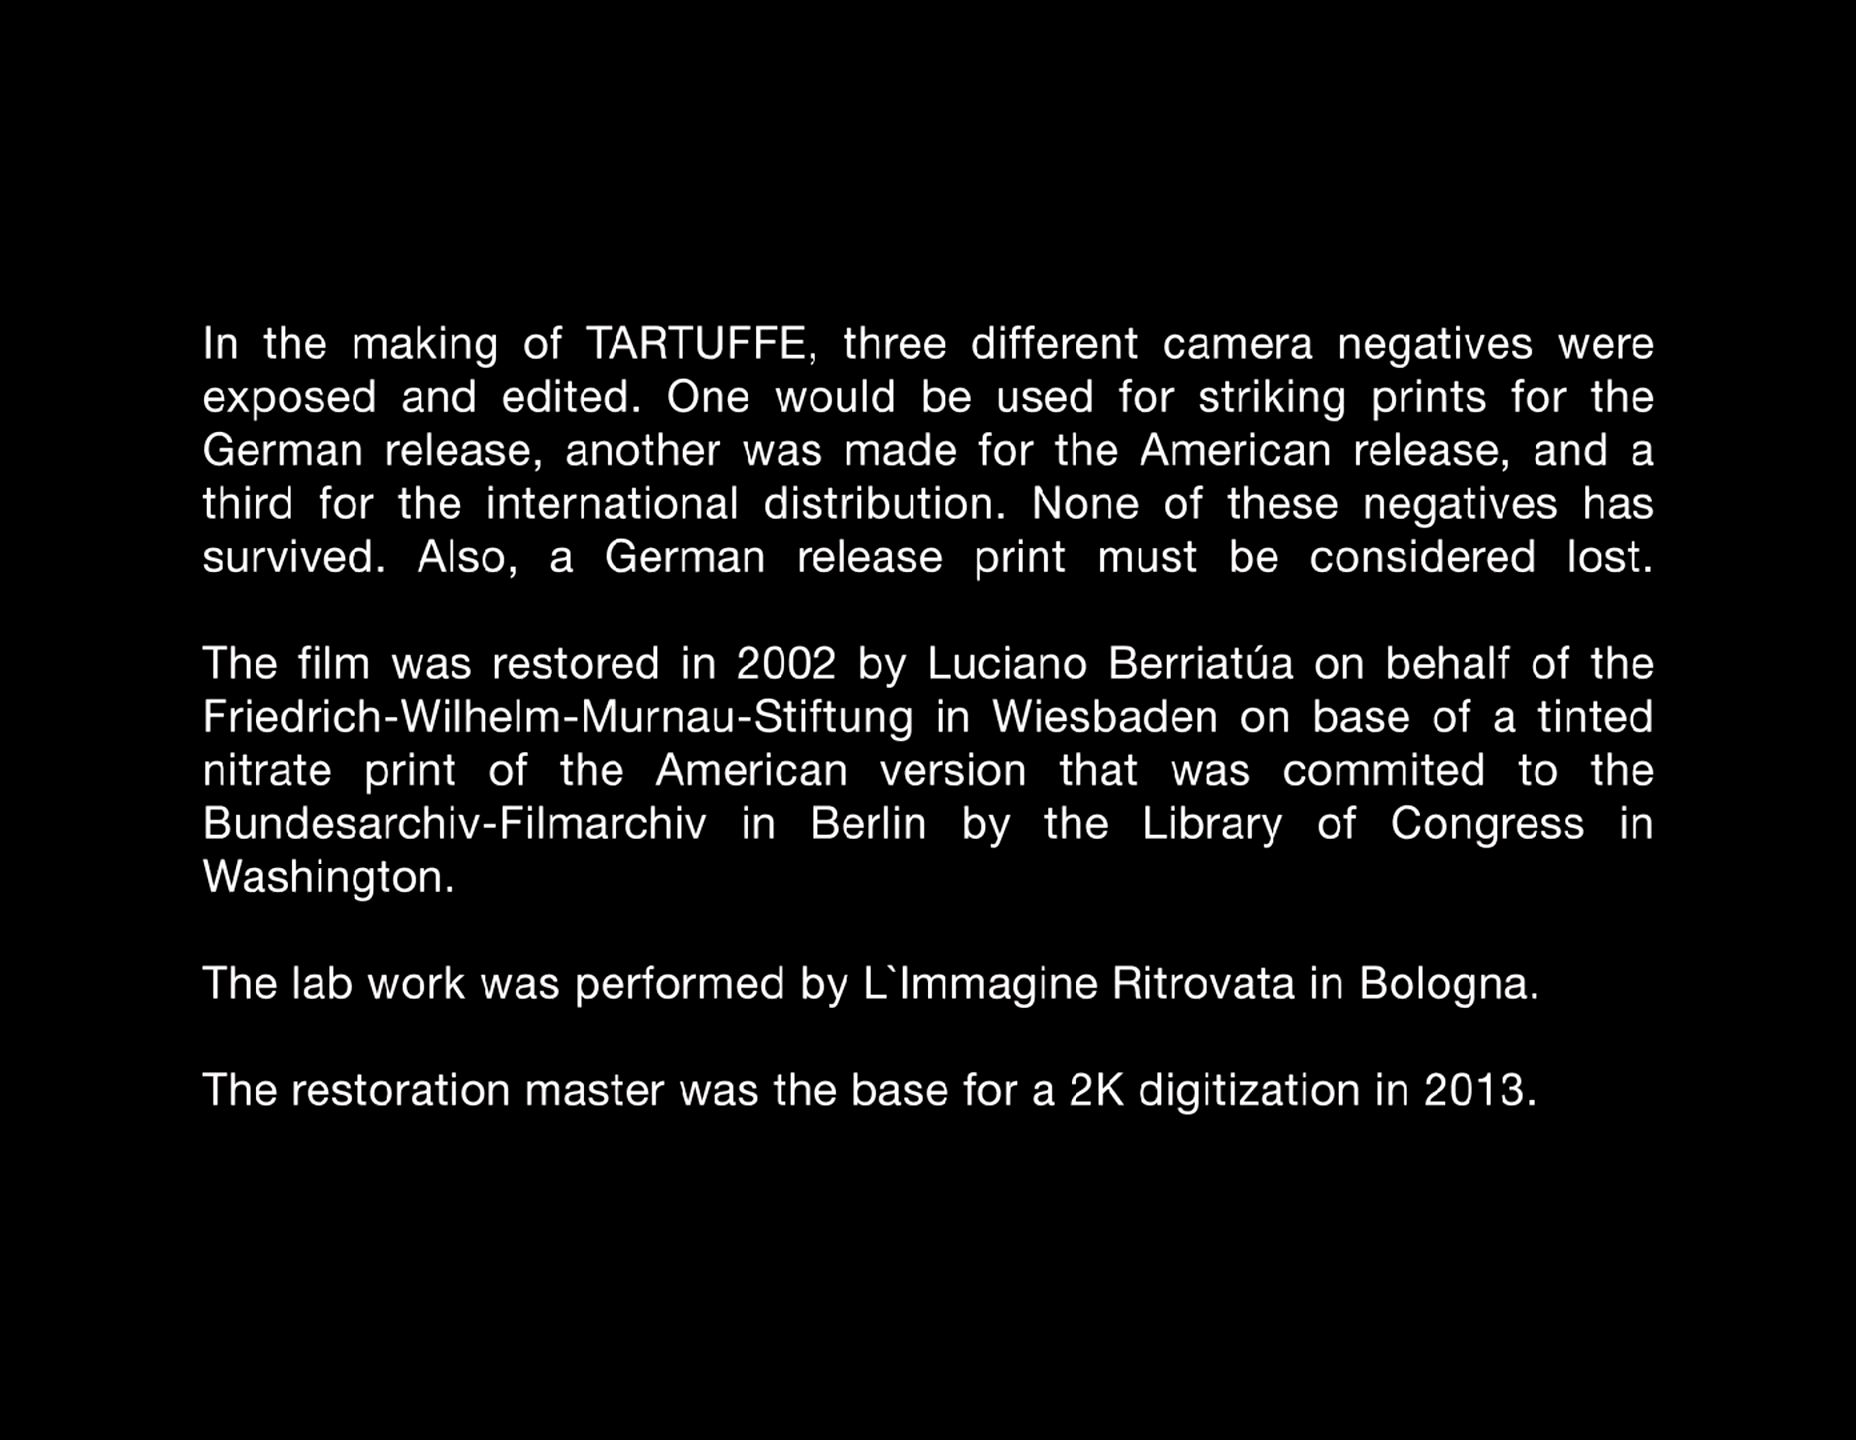 In the making of TARTUFFE, three different camera negatives were
exposed and edited. One would be used for striking prints for the
German release, another was made for the American release, and a
third for the international distribution. None of these negatives has
survived. Also, a German release print must be considered lost.
The film was restored in 2002 by Luciano Berriatúa on behalf of the
Friedrich-Wilhelm-Murnau-Stiftung in Wiesbaden on base of a tinted
nitrate print of the American version that was commited to the
Bundesarchiv-Filmarchiv in Berlin by the Library of Congress in
Washington.
The lab work was performed by L`Immagine Ritrovata in Bologna.
The restoration master was the base for a 2K digitization in 2013.